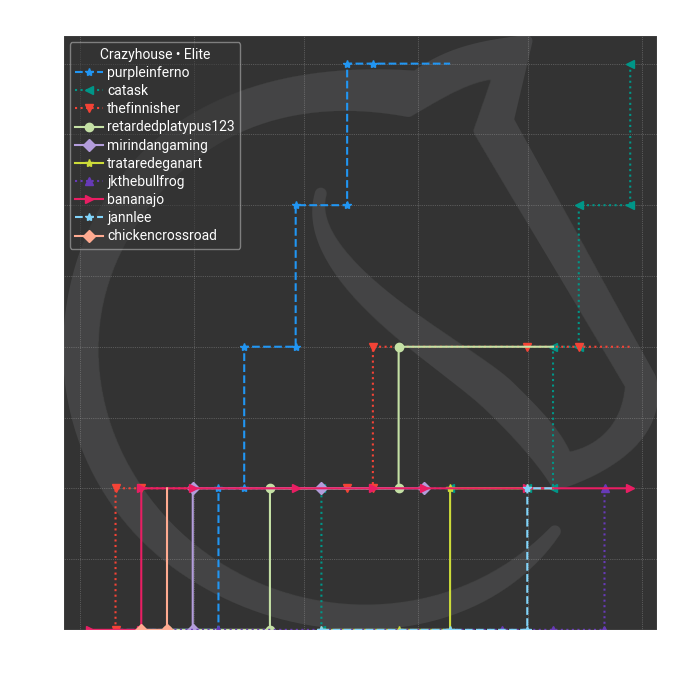 Crazyhouse • Elite
purpleinferno
catask
thefinnisher
retardedplatypus123
mirindangaming
trataredeganart
jkthebullfrog
bananajo
jannlee
chickencrossroad